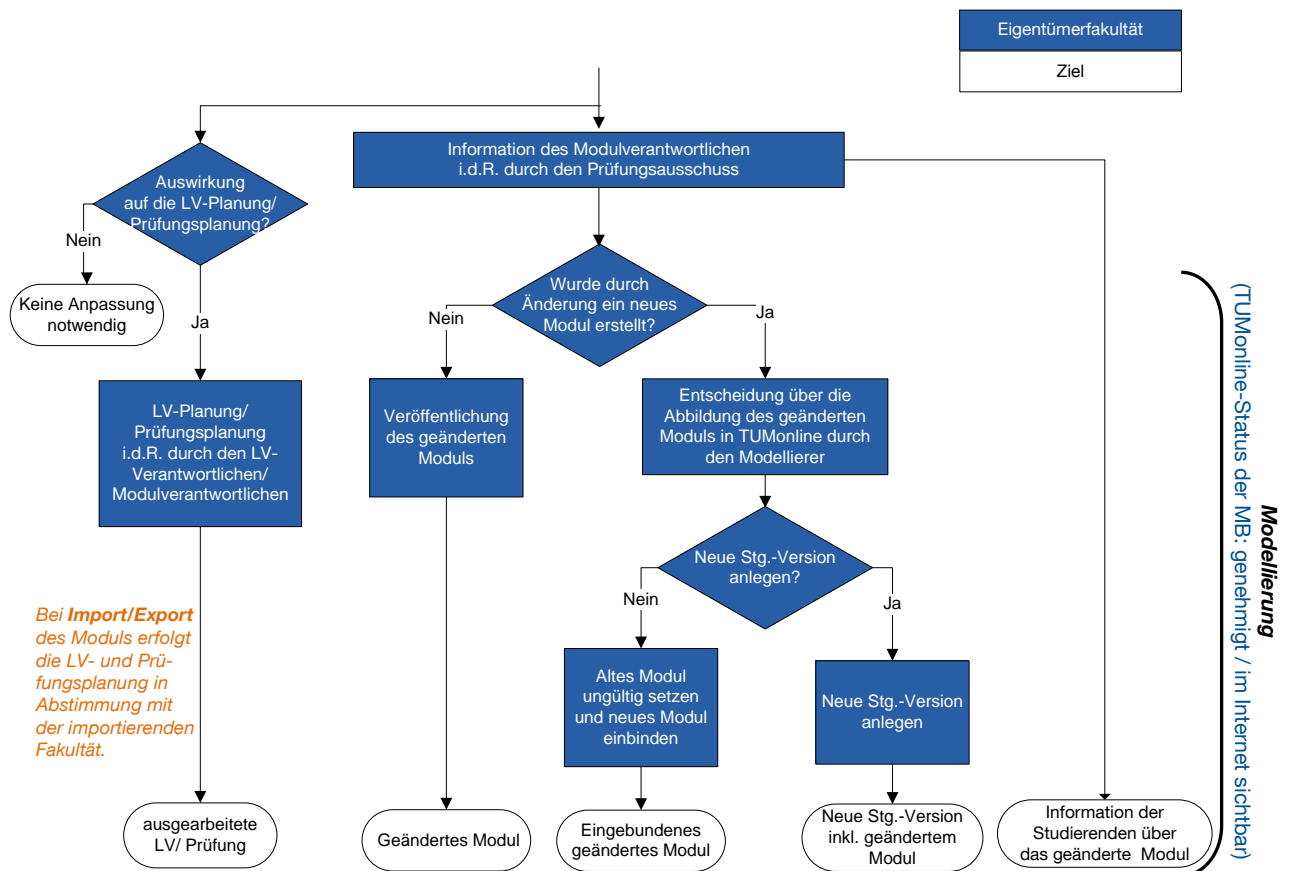 Eigentümerfakultät
Ziel
Information des Modulverantwortlichen
i.d.R. durch den Prüfungsausschuss
Auswirkung
auf die LV-Planung/
Prüfungsplanung?
Nein
Keine Anpassung
notwendig
Ja
Wurde durch
Änderung ein neues
Modul erstellt?
Nein
Ja
LV-Planung/
Prüfungsplanung
i.d.R. durch den LV-
Verantwortlichen/
Modulverantwortlichen
Veröffentlichung
des geänderten
Moduls
Entscheidung über die
Abbildung des geänderten
Moduls in TUMonline durch
den Modellierer
Neue Stg.-Version
anlegen?
Nein
Ja
Bei Import/Export
des Moduls erfolgt
die LV- und Prü-
fungsplanung in
Abstimmung mit
der importierenden
Fakultät.
Altes Modul
ungültig setzen
und neues Modul
einbinden
Neue Stg.-Version
anlegen
ausgearbeitete
LV/ Prüfung
Geändertes Modul
Eingebundenes
geändertes Modul
Neue Stg.-Version
inkl. geändertem
Modul
Information der
Studierenden über
das geänderte Modul
Modellierung
(TUMonline-Status der MB: genehmigt / im Internet sichtbar)